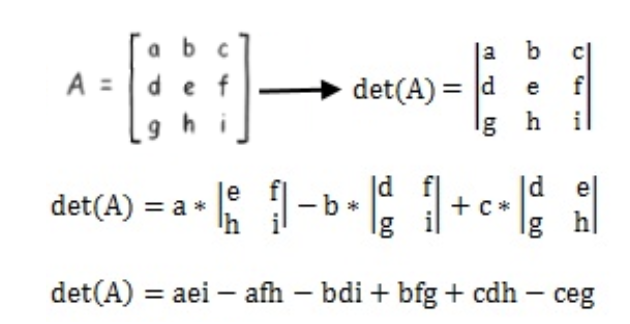 a b c a b c
A = d e f det(A) = d e f
g h i g h i
det(A) = a * |e f| − b * |d f| + c * |d e|
|h i| |g i| |g h|
det(A) = aei − afh − bdi + bfg + cdh − ceg